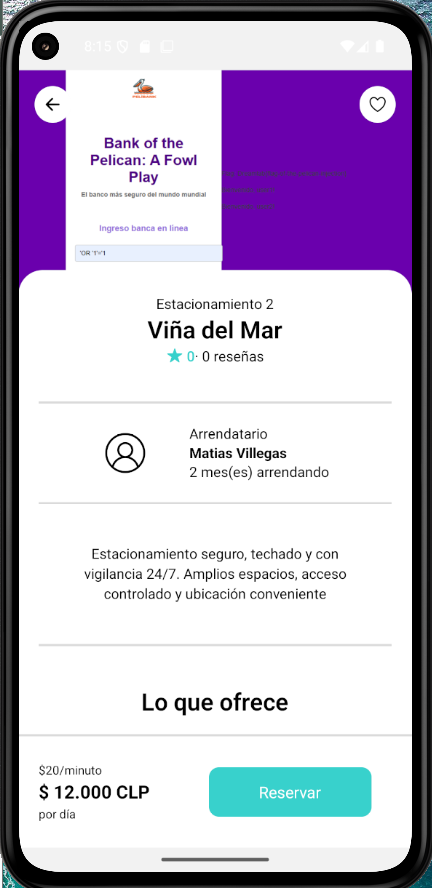 8:15
Bank of the
Pelican: A Fowl
Play
El banco más seguro del mundo mundial
Ingreso banca en linea
'OR '1'='1
Estacionamiento 2
Viña del Mar
★ 0· 0 reseñas
Arrendatario
Matias Villegas
2 mes(es) arrendando
Estacionamiento seguro, techado y con
vigilancia 24/7. Amplios espacios, acceso
controlado y ubicación conveniente
Lo que ofrece
$20/minuto
$ 12.000 CLP
por día
Reservar